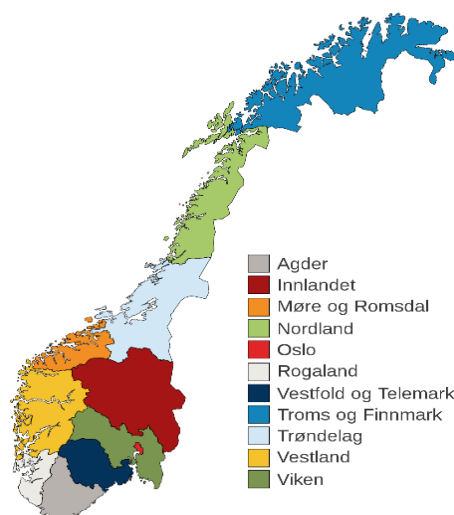 Agder
Innlandet
Møre og Romsdal
Nordland
Oslo
Rogaland
Vestfold og Telemark
Troms og Finnmark
Trøndelag
Vestland
Viken